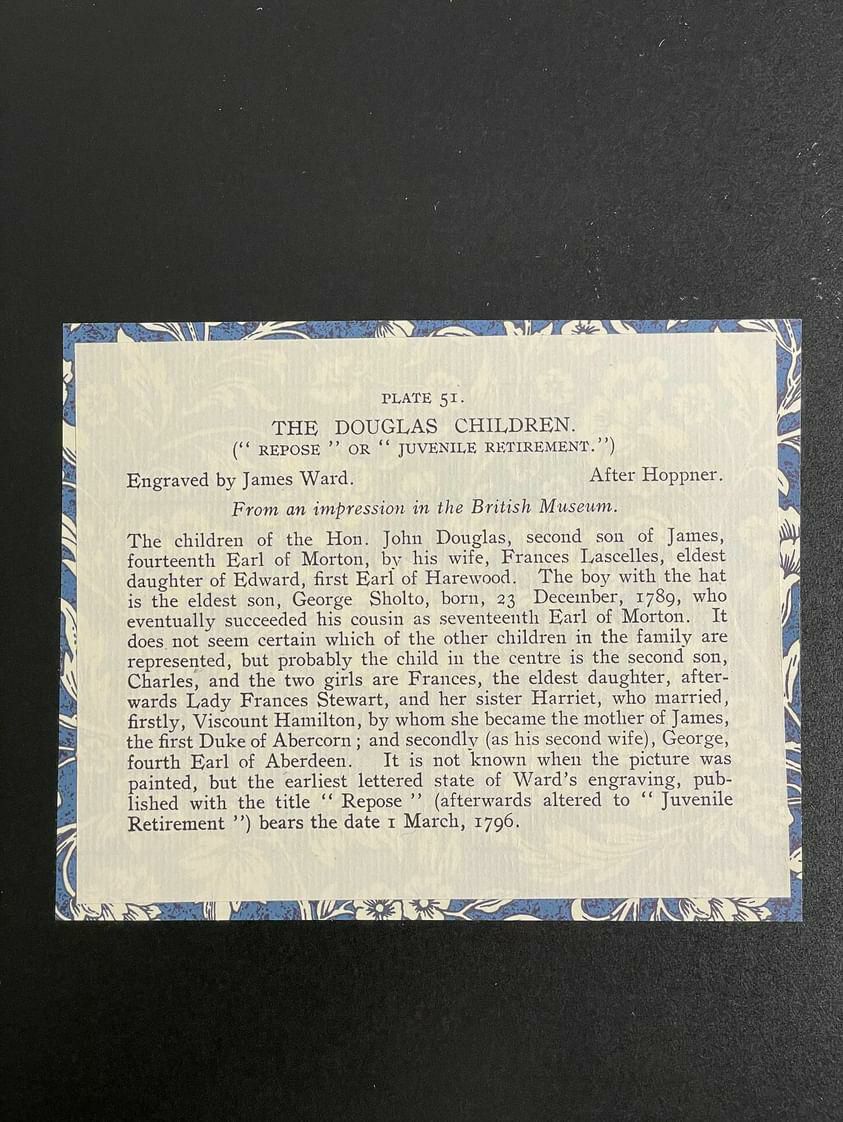 PLATE 51.
THE DOUGLAS CHILDREN.
(“ REPOSE ” OR “ JUVENILE RETIREMENT.”)
Engraved by James Ward. After Hoppner.
From an impression in the British Museum.
The children of the Hon. John Douglas, second son of James,
fourteenth Earl of Morton, by his wife, Frances Lascelles, eldest
daughter of Edward, first Earl of Harewood. The boy with the hat
is the eldest son, George Sholto, born, 23 December, 1789, who
eventually succeeded his cousin as seventeenth Earl of Morton. It
does not seem certain which of the other children in the family are
represented, but probably the child in the centre is the second son,
Charles, and the two girls are Frances, the eldest daughter, after-
wards Lady Frances Stewart, and her sister Harriet, who married,
firstly, Viscount Hamilton, by whom she became the mother of James,
the first Duke of Abercorn ; and secondly (as his second wife), George,
fourth Earl of Aberdeen. It is not known when the picture was
painted, but the earliest lettered state of Ward’s engraving, pub-
lished with the title “ Repose ” (afterwards altered to “ Juvenile
Retirement ”) bears the date 1 March, 1796.